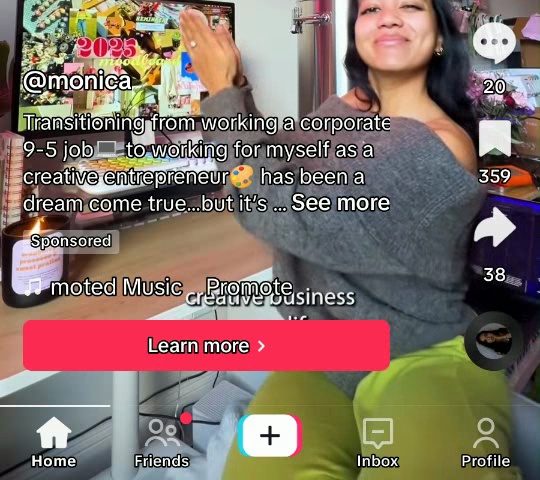 2025
moodboard
20
@monica
Transitioning from working a corporate
9-5 job💻 to working for myself as a
creative entrepreneur🎨 has been a
dream come true...but it's ... See more
359
Sponsored
38
moted Music Promote
creative business
Learn more >
Home
Friends
Inbox
Profile